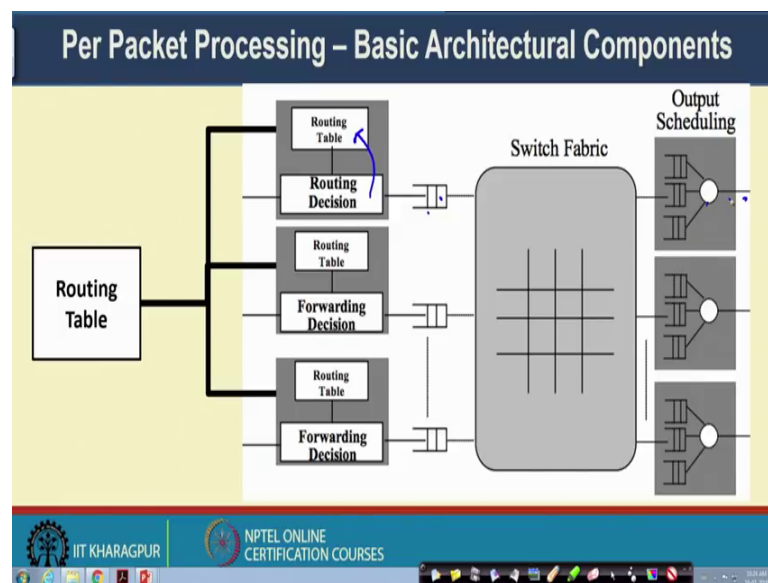 Per Packet Processing – Basic Architectural Components
Routing
Table
Routing
Table
Routing
Decision
Routing
Table
Forwarding
Decision
Routing
Table
Forwarding
Decision
Switch Fabric
Output
Scheduling
IIT KHARAGPUR
NPTEL ONLINE
CERTIFICATION COURSES